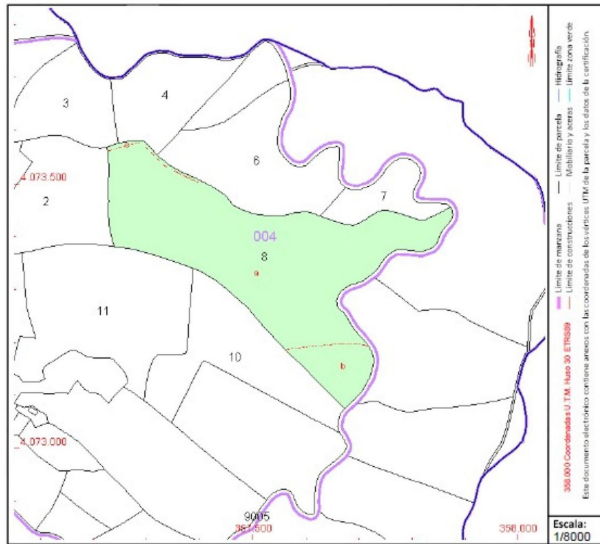 3
4
4.073.500
6
2
7
004
8
a
11
10
b
4.073.000
9005
358.000
Límite de manzana
Límite de parcela
Hidrografía
Límite de construcciones
Mobiliario y aceras
Límite zona verde
358.000 Coordenadas U.T.M. Huso 30 ETRS89
Este documento electrónico contiene anexos con las coordenadas de los vértices UTM de la parcela y los datos de la certificación.
Escala:
1/8000